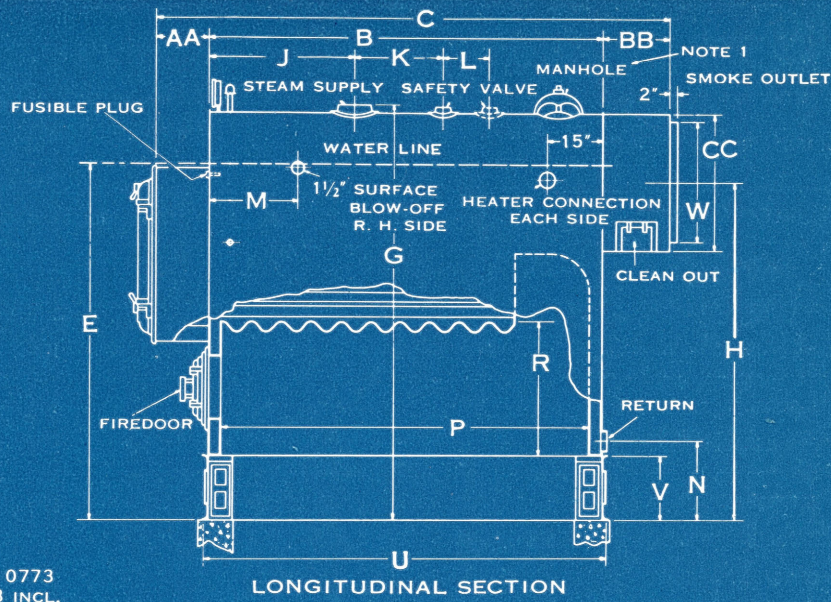 C
AA
B
BB
J
K
L
NOTE 1
MANHOLE
SMOKE OUTLET
STEAM SUPPLY
SAFETY VALVE
2"
FUSIBLE PLUG
WATER LINE
15"
CC
W
M
1½" SURFACE
BLOW-OFF
R. H. SIDE
HEATER CONNECTION
EACH SIDE
G
CLEAN OUT
E
H
R
FIREDOOR
P
RETURN
V
N
U
0773
INCL.
LONGITUDINAL SECTION